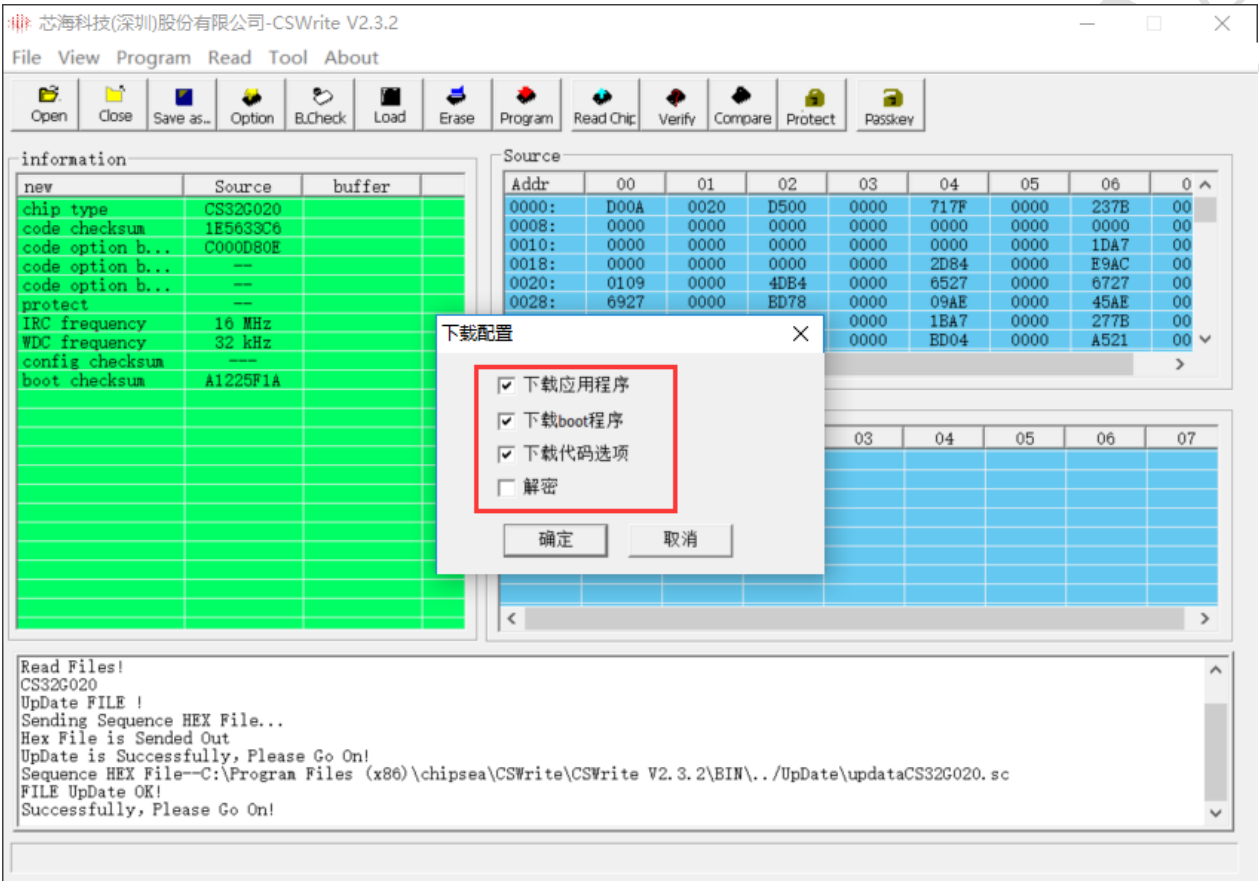 芯海科技(深圳)股份有限公司-CSWrite V2.3.2
File View Program Read Tool About
Open Close Save as... Option B.Check Load Erase Program Read Chip Verify Compare Protect Passkey
information
new Source buffer
chip type CS32G020
code checksum 1E5633C6
code option b... C000D80E
code option b... --
code option b... --
protect --
IRC frequency 16 MHz
WDC frequency 32 kHz
config checksum ---
boot checksum A1225F1A
Source
Addr 00 01 02 03 04 05 06 0
0000: D00A 0020 D500 0000 717F 0000 237B 00
0008: 0000 0000 0000 0000 0000 0000 0000 00
0010: 0000 0000 0000 0000 0000 0000 1DA7 00
0018: 0000 0000 0000 0000 2D84 0000 E9AC 00
0020: 0109 0000 4DB4 0000 6527 0000 6727 00
0028: 6927 0000 BD78 0000 09AE 0000 45AE 00
0000 1BA7 0000 277B 00
0000 BD04 0000 A521 00
下载配置
下载应用程序
下载boot程序
下载代码选项
解密
确定 取消
03 04 05 06 07
Read Files!
CS32G020
UpDate FILE !
Sending Sequence HEX File...
Hex File is Sended Out
UpDate is Successfully, Please Go On!
Sequence HEX File--C:\Program Files (x86)\chipsea\CSWrite\CSWrite V2.3.2\BIN\../UpDate\updataCS32G020.sc
FILE UpDate OK!
Successfully, Please Go On!